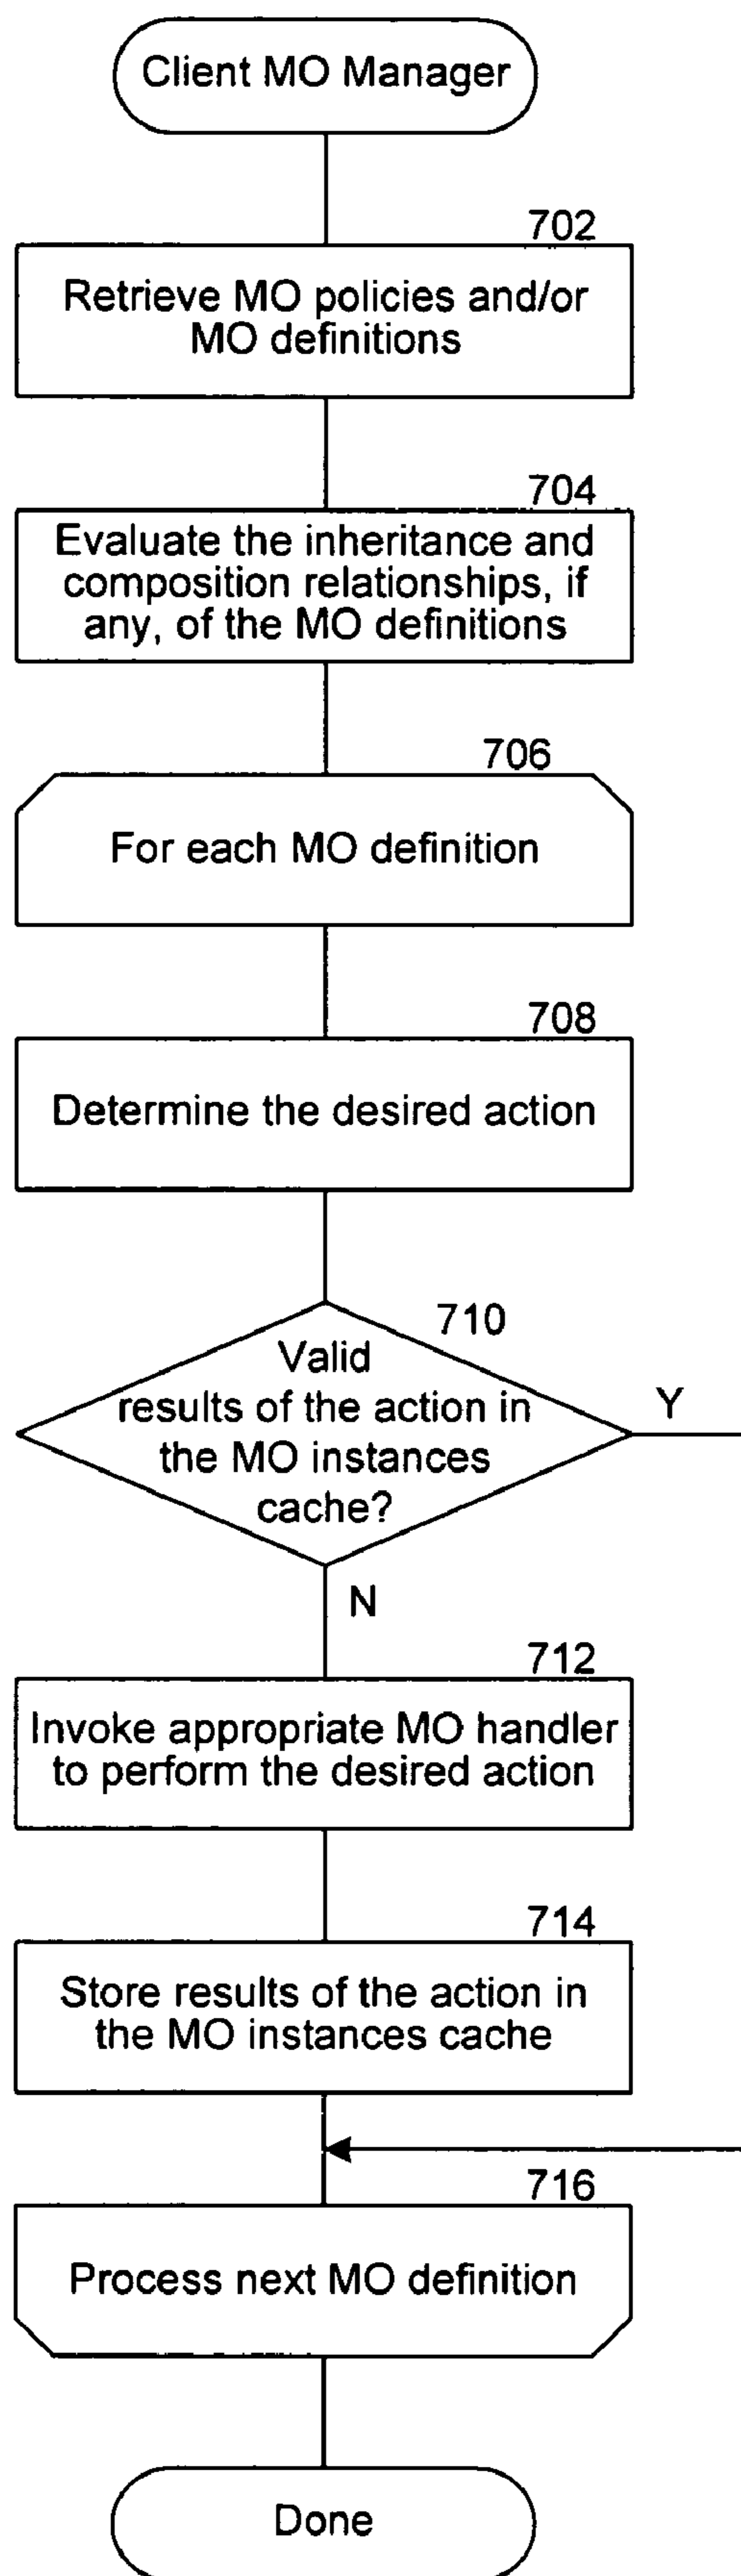 Client MO Manager
702
Retrieve MO policies and/or
MO definitions
704
Evaluate the inheritance and
composition relationships, if
any, of the MO definitions
706
For each MO definition
708
Determine the desired action
710
Valid
results of the action in
the MO instances
cache?
Y
N
712
Invoke appropriate MO handler
to perform the desired action
714
Store results of the action in
the MO instances cache
716
Process next MO definition
Done